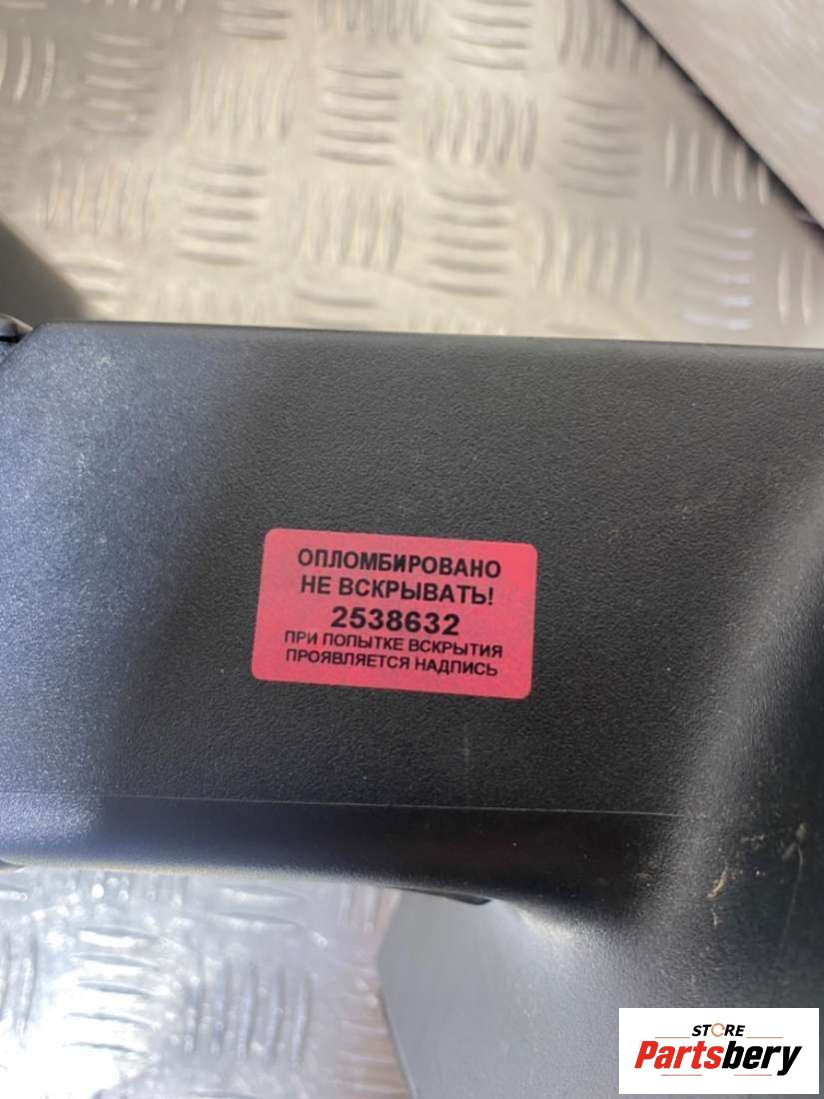 ОПЛОМБИРОВАНО
НЕ ВСКРЫВАТЬ!
2538632
ПРИ ПОПЫТКЕ ВСКРЫТИЯ
ПРОЯВЛЯЕТСЯ НАДПИСЬ
STORE
Partsbery